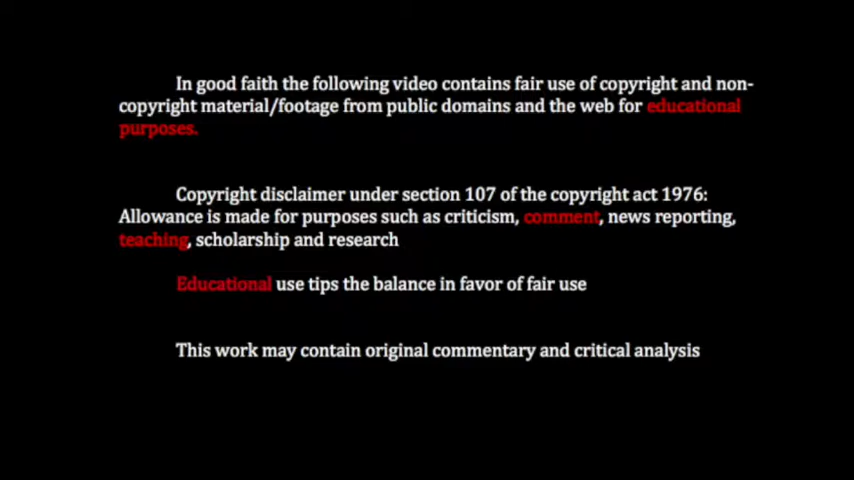 In good faith the following video contains fair use of copyright and non-
copyright material/footage from public domains and the web for educational
purposes.
Copyright disclaimer under section 107 of the copyright act 1976:
Allowance is made for purposes such as criticism, comment, news reporting,
teaching, scholarship and research
Educational use tips the balance in favor of fair use
This work may contain original commentary and critical analysis